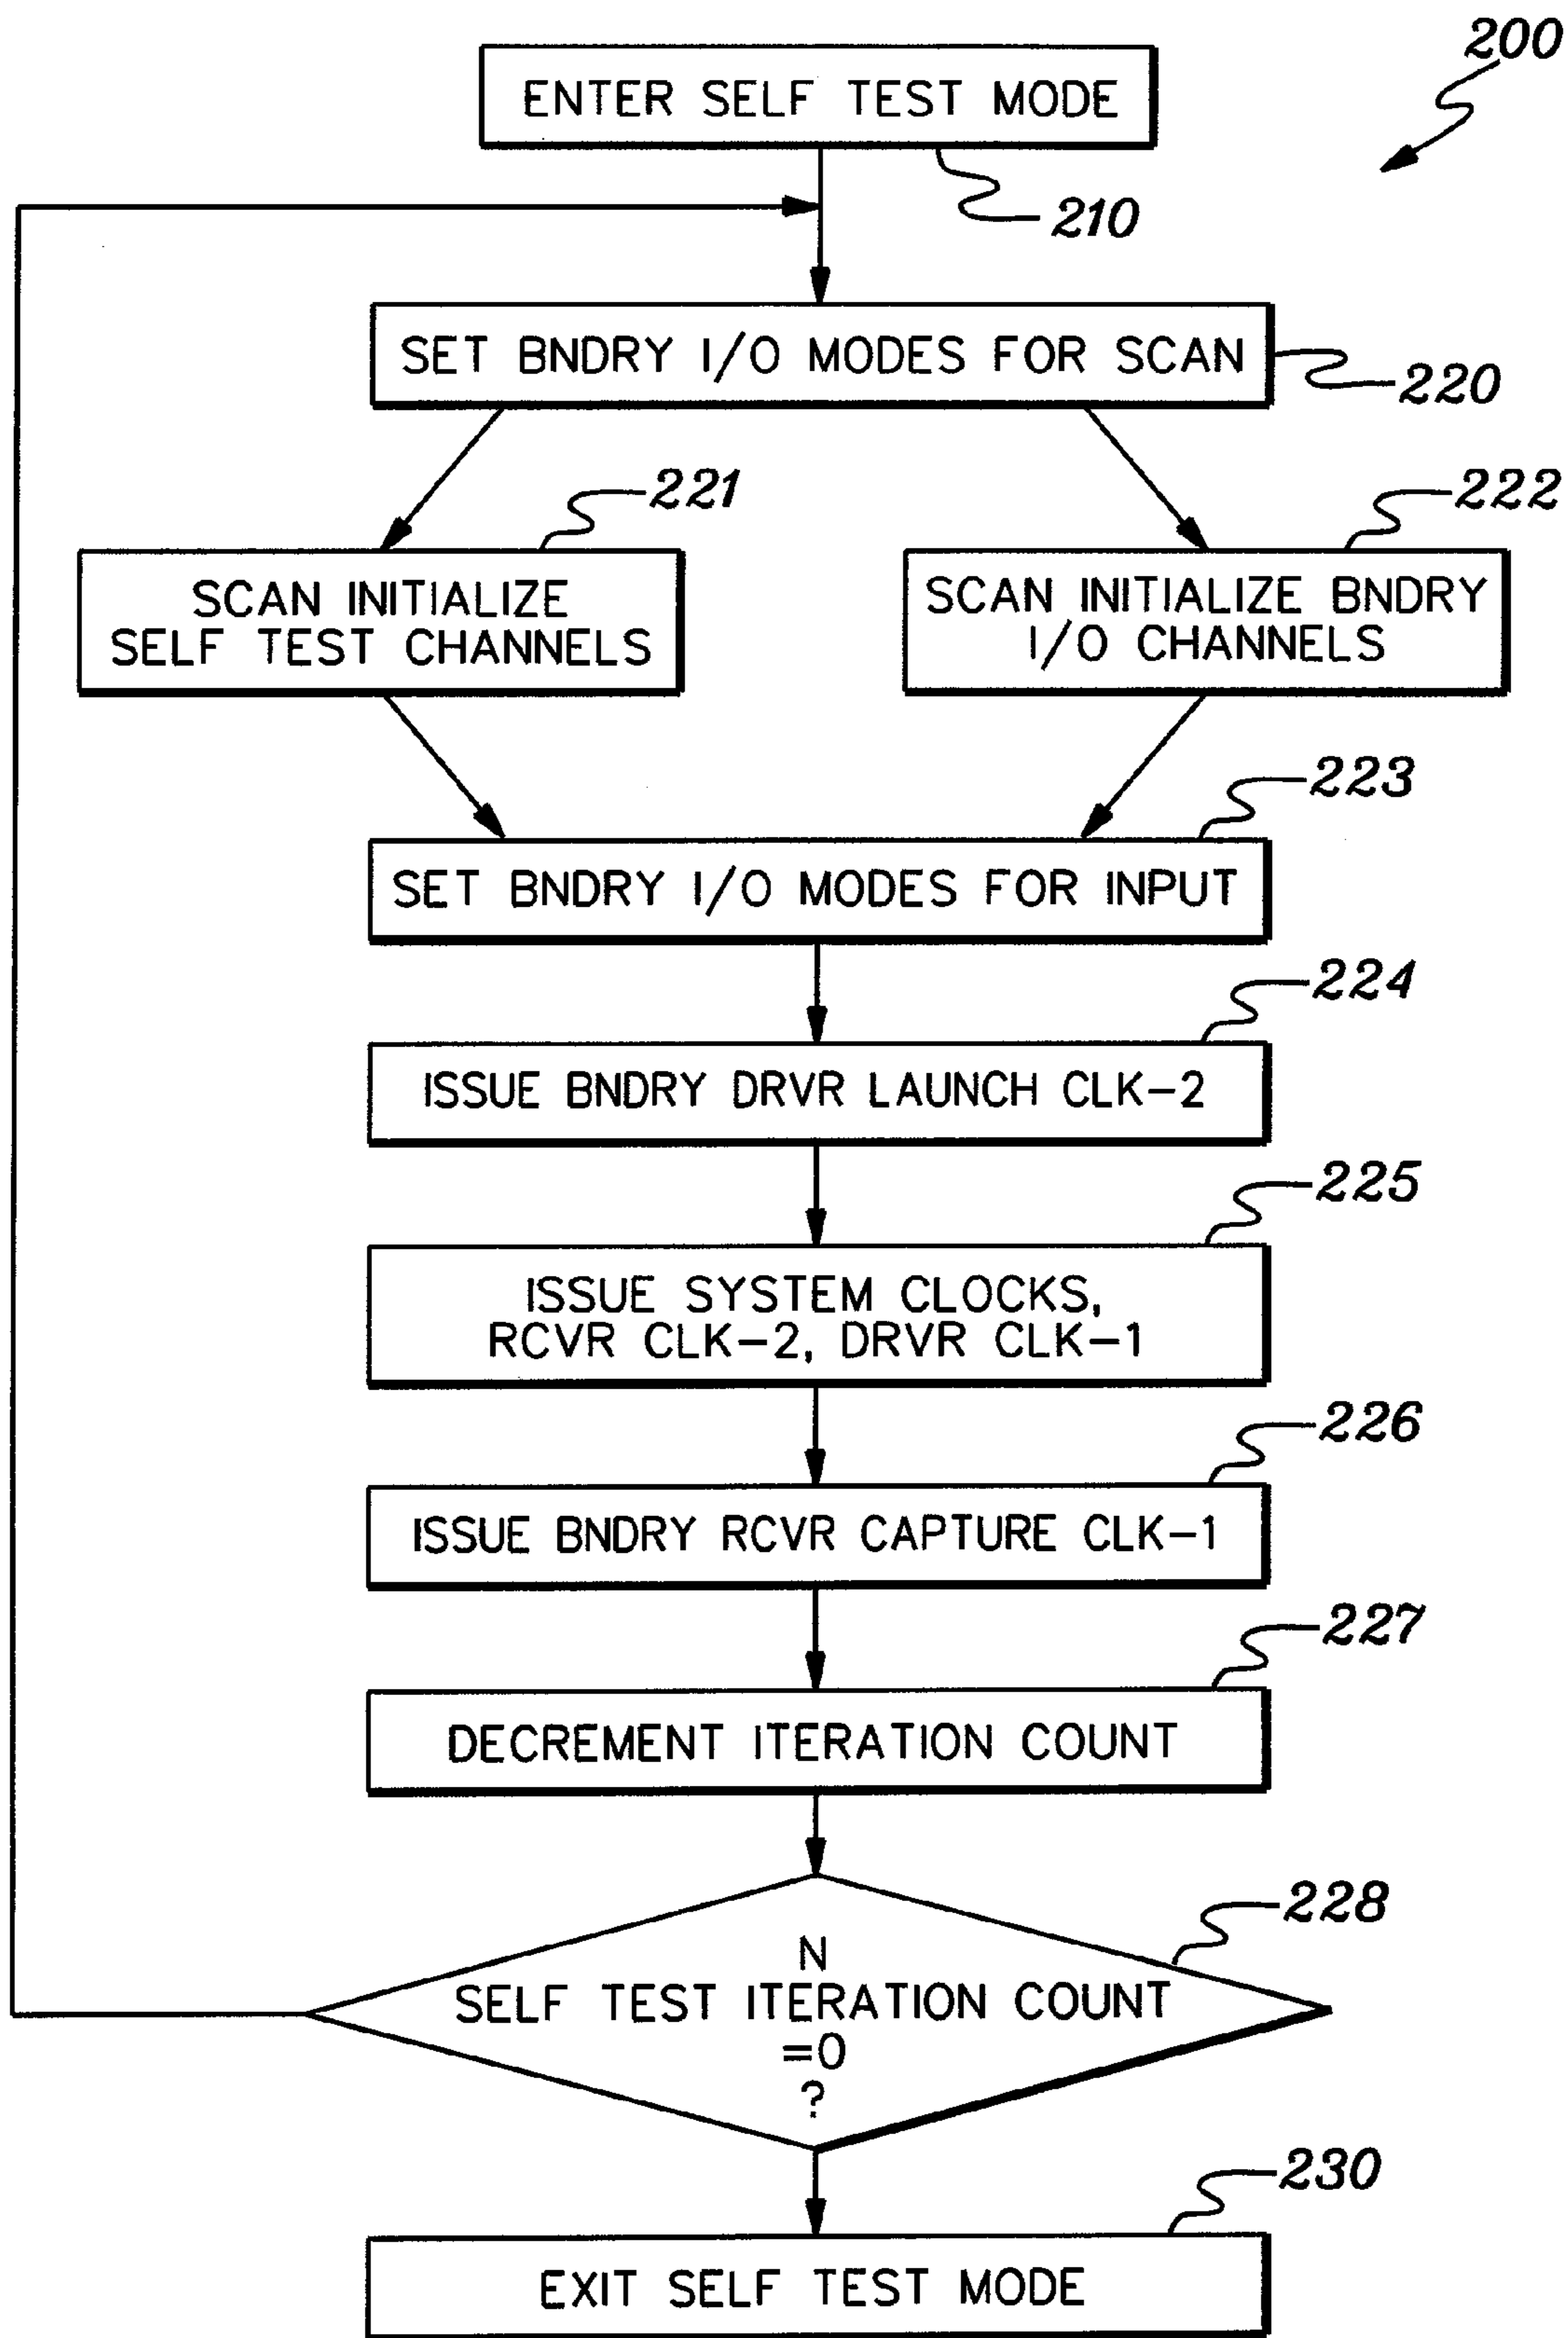 200
ENTER SELF TEST MODE
210
SET BNDRY I/O MODES FOR SCAN
220
221
222
SCAN INITIALIZE
SELF TEST CHANNELS
SCAN INITIALIZE BNDRY
I/O CHANNELS
223
SET BNDRY I/O MODES FOR INPUT
224
ISSUE BNDRY DRVR LAUNCH CLK-2
225
ISSUE SYSTEM CLOCKS,
RCVR CLK-2, DRVR CLK-1
226
ISSUE BNDRY RCVR CAPTURE CLK-1
227
DECREMENT ITERATION COUNT
228
N
SELF TEST ITERATION COUNT
=0
?
230
EXIT SELF TEST MODE